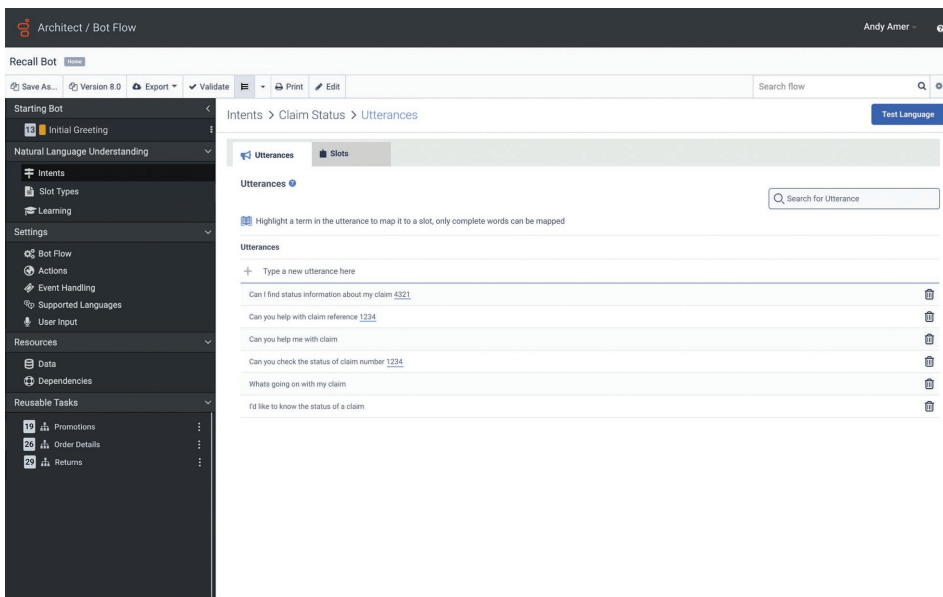 Architect / Bot Flow
Andy Amer
Recall Bot Home
Save As... Version 8.0 Export Validate Print Edit Search flow
Starting Bot
13 Initial Greeting
Natural Language Understanding
Intents
Slot Types
Learning
Settings
Bot Flow
Actions
Event Handling
Supported Languages
User Input
Resources
Data
Dependencies
Reusable Tasks
19 Promotions
26 Order Details
29 Returns
Intents > Claim Status > Utterances
Test Language
Utterances Slots
Utterances
Search for Utterance
Highlight a term in the utterance to map it to a slot, only complete words can be mapped
Utterances
Type a new utterance here
Can I find status information about my claim 4321
Can you help with claim reference 1234
Can you help me with claim
Can you check the status of claim number 1234
Whats going on with my claim
I'd like to know the status of a claim